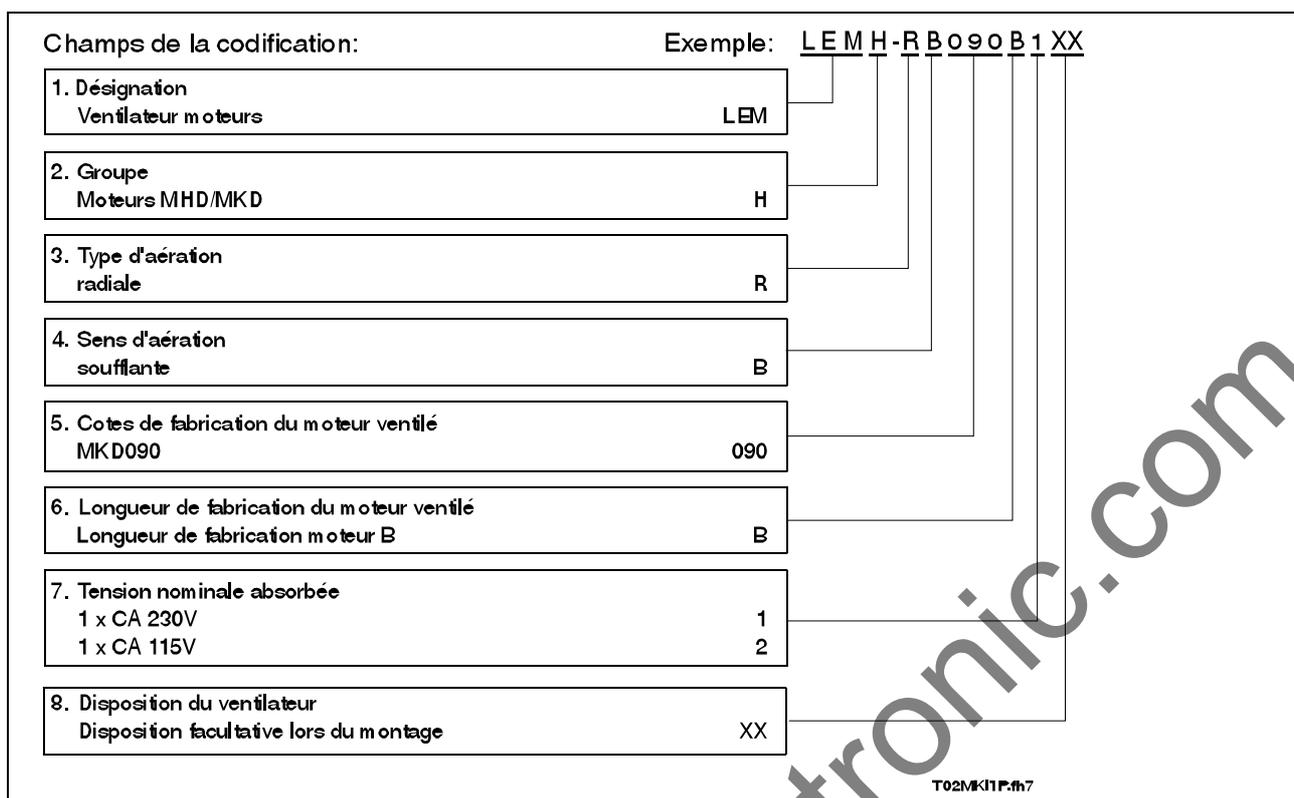 Champs de la codification: Exemple: LEMH-RB090B1XX
1. Désignation
Ventilateur moteurs LEM
2. Groupe
Moteurs MHD/MKD H
3. Type d'aération
radiale R
4. Sens d'aération
soufflante B
5. Cotes de fabrication du moteur ventilé
MKD090 090
6. Longueur de fabrication du moteur ventilé
Longueur de fabrication moteur B B
7. Tension nominale absorbée
1 x CA 230V 1
1 x CA 115V 2
8. Disposition du ventilateur
Disposition facultative lors du montage XX
T02MKI1P.fh7
tronic.com